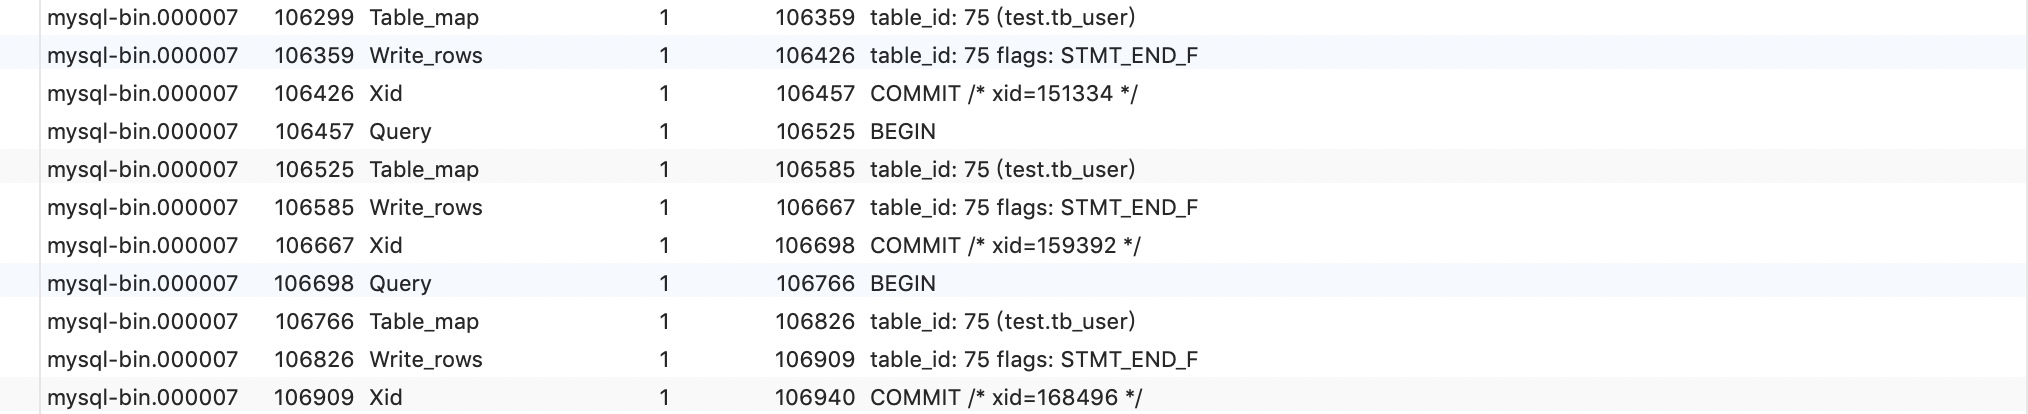 mysql-bin.000007 106299 Table_map 1 106359 table_id: 75 (test.tb_user)
mysql-bin.000007 106359 Write_rows 1 106426 table_id: 75 flags: STMT_END_F
mysql-bin.000007 106426 Xid 1 106457 COMMIT /* xid=151334 */
mysql-bin.000007 106457 Query 1 106525 BEGIN
mysql-bin.000007 106525 Table_map 1 106585 table_id: 75 (test.tb_user)
mysql-bin.000007 106585 Write_rows 1 106667 table_id: 75 flags: STMT_END_F
mysql-bin.000007 106667 Xid 1 106698 COMMIT /* xid=159392 */
mysql-bin.000007 106698 Query 1 106766 BEGIN
mysql-bin.000007 106766 Table_map 1 106826 table_id: 75 (test.tb_user)
mysql-bin.000007 106826 Write_rows 1 106909 table_id: 75 flags: STMT_END_F
mysql-bin.000007 106909 Xid 1 106940 COMMIT /* xid=168496 */